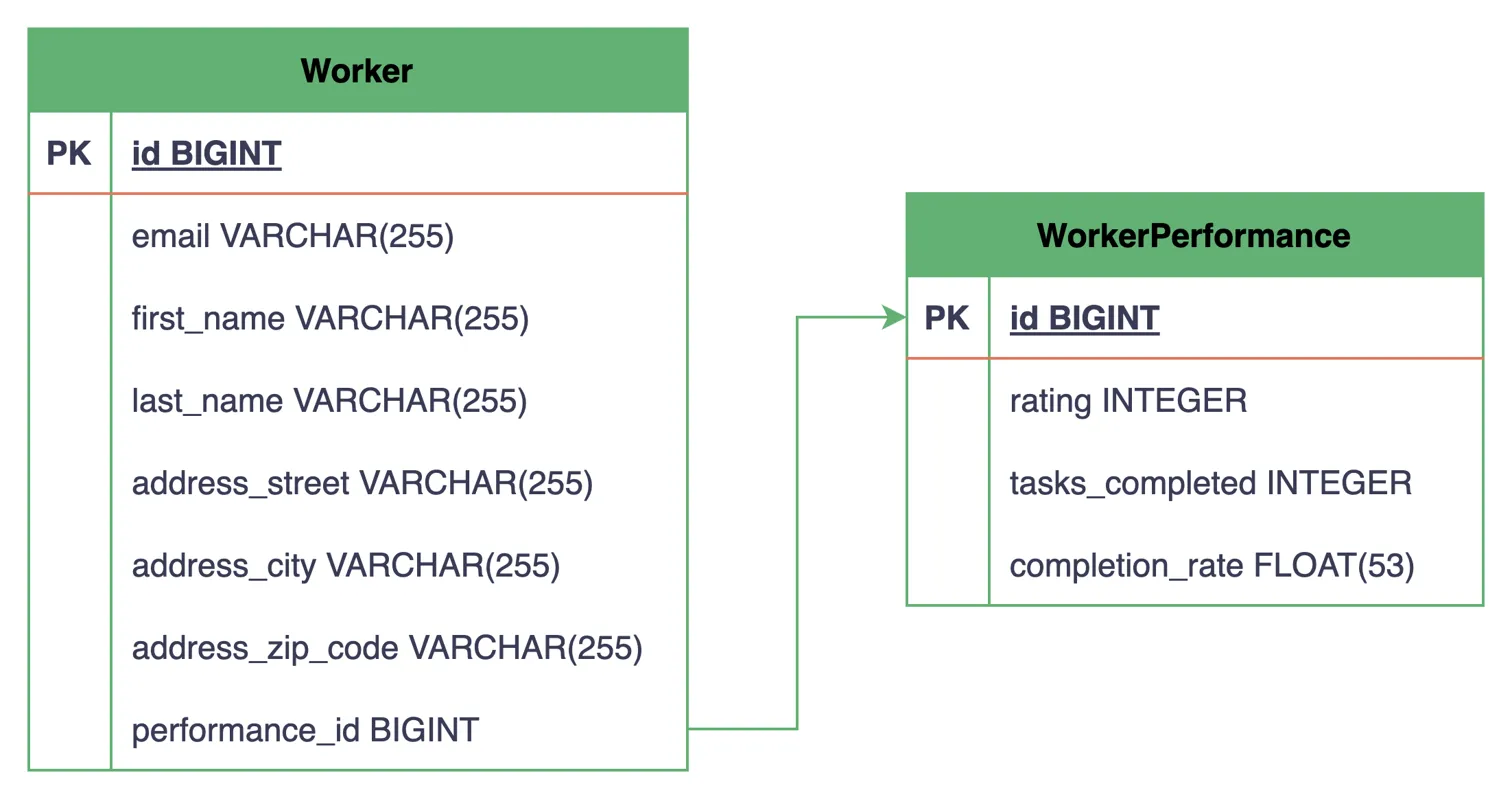 Worker
PK id BIGINT
email VARCHAR(255)
first_name VARCHAR(255)
last_name VARCHAR(255)
address_street VARCHAR(255)
address_city VARCHAR(255)
address_zip_code VARCHAR(255)
performance_id BIGINT
WorkerPerformance
PK id BIGINT
rating INTEGER
tasks_completed INTEGER
completion_rate FLOAT(53)